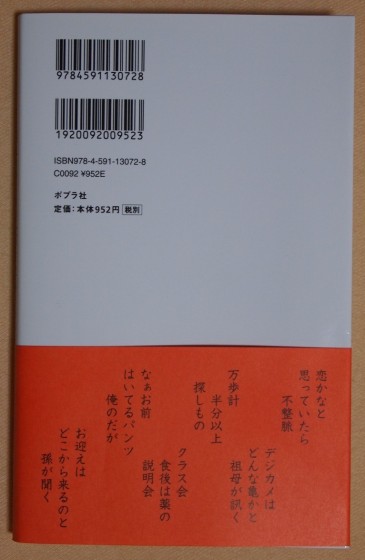 9784591130728
1920092009523
ISBN978-4-591-13072-8
C0092 ¥952E
ポプラ社
定価：本体952円 税別
恋かなと
思っていたら
不整脈
デジカメは
どんな亀かと
祖母が訊く
万歩計
半分以上
探しもの
クラス会
食後は薬の
説明会
なぁお前
はいてるパンツ
俺のだが
お迎えは
どこから来るのと
孫が聞く